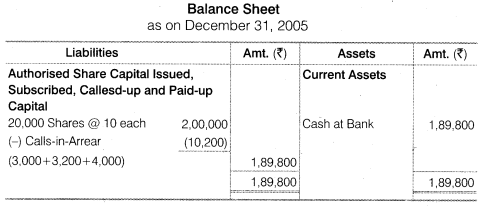 Balance Sheet
as on December 31, 2005
Liabilities Amt. (₹) Assets Amt. (₹)
Authorised Share Capital Issued, Current Assets
Subscribed, Callesd-up and Paid-up
Capital
20,000 Shares @ 10 each 2,00,000 Cash at Bank 1,89,800
(–) Calls-in-Arrear (10,200)
(3,000+3,200+4,000) 1,89,800
1,89,800 1,89,800